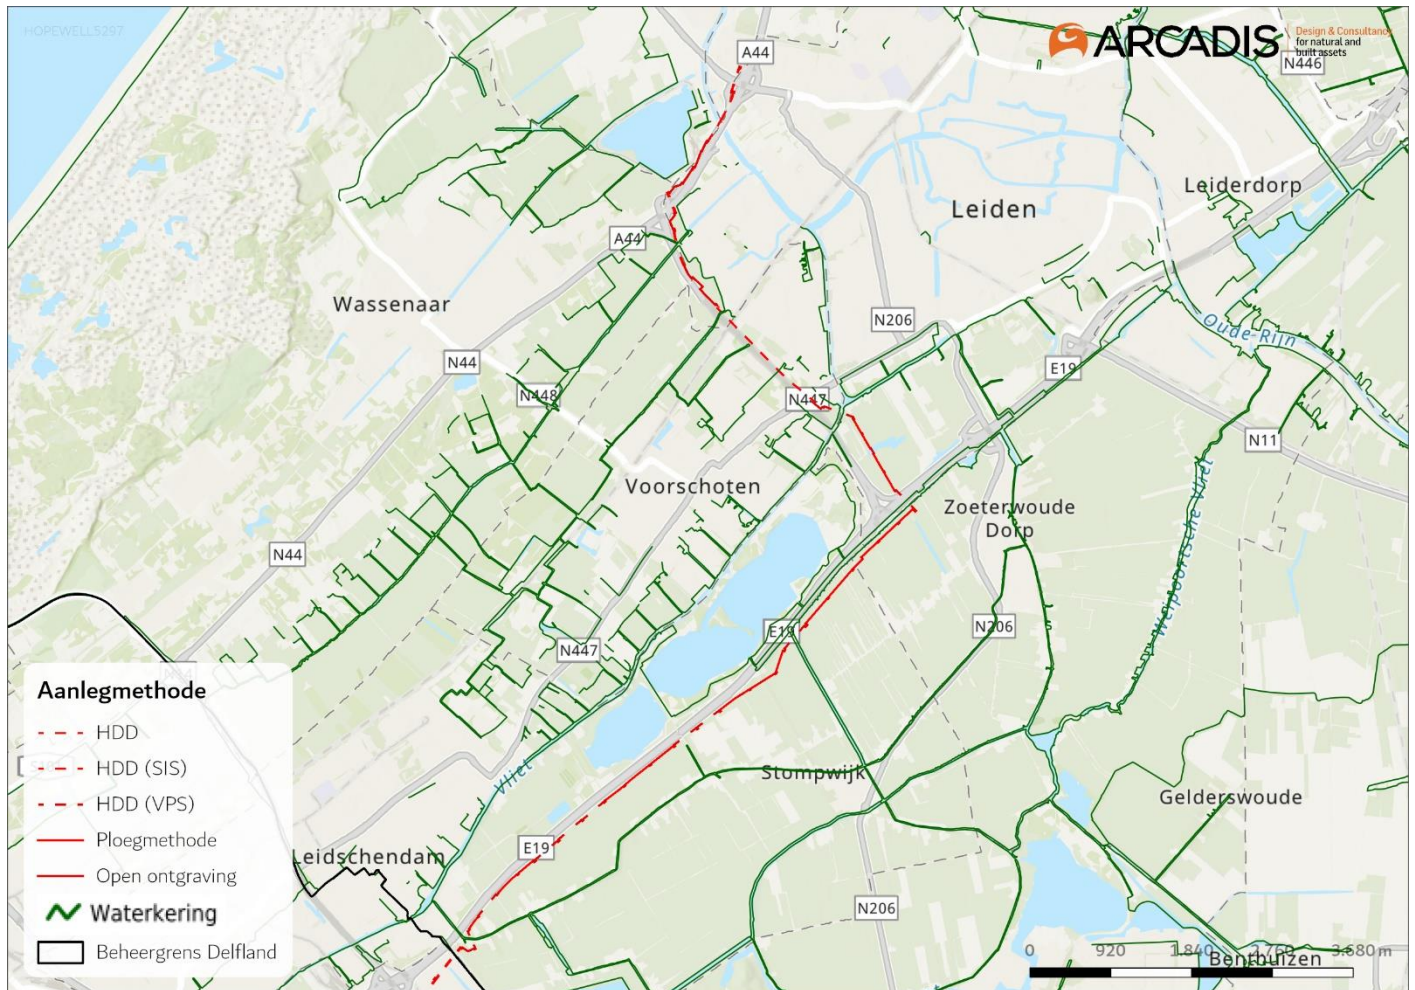 HOPEWELL5297
ARCADIS
Design & Consultancy
for natural and
built assets
A44
N446
Leiderdorp
Leiden
A44
Wassenaar
N206
Oude Rijn
N44
E19
N448
N447
N11
Voorschoten
Weipoortsche Vliet
Zoeterwoude
Dorp
N44
E19
N206
N447
Stompwijk
Vliet
Gelderswoude
E19
Leidschendam
N206
Benthuizen
Aanlegmethode
HDD
HDD (SIS)
HDD (VPS)
Ploegmethode
Open ontgraving
Waterkering
Beheergrens Delfland
0 920 1.840 2.760 3.680 m